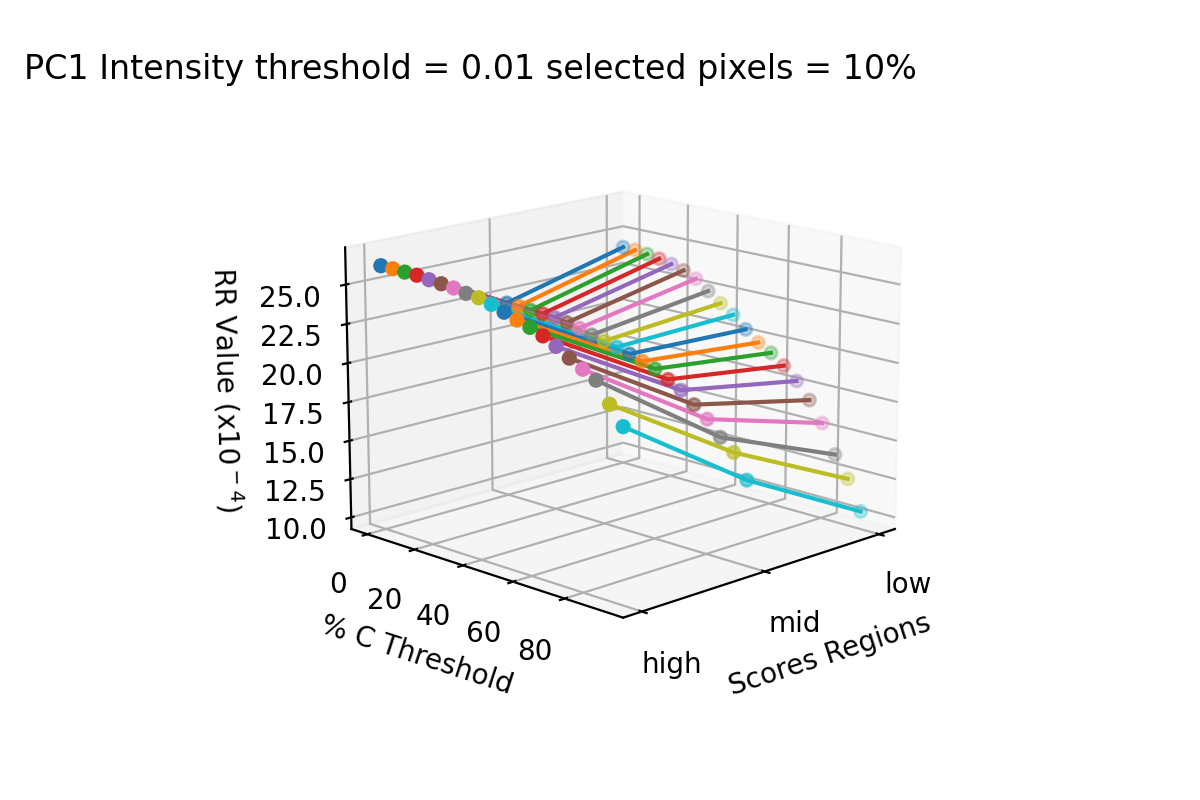 PC1 Intensity threshold = 0.01 selected pixels = 10%
RR Value (x10⁻⁴)
25.0
22.5
20.0
17.5
15.0
12.5
10.0
0
20
40
60
80
% C Threshold
high
mid
low
Scores Regions